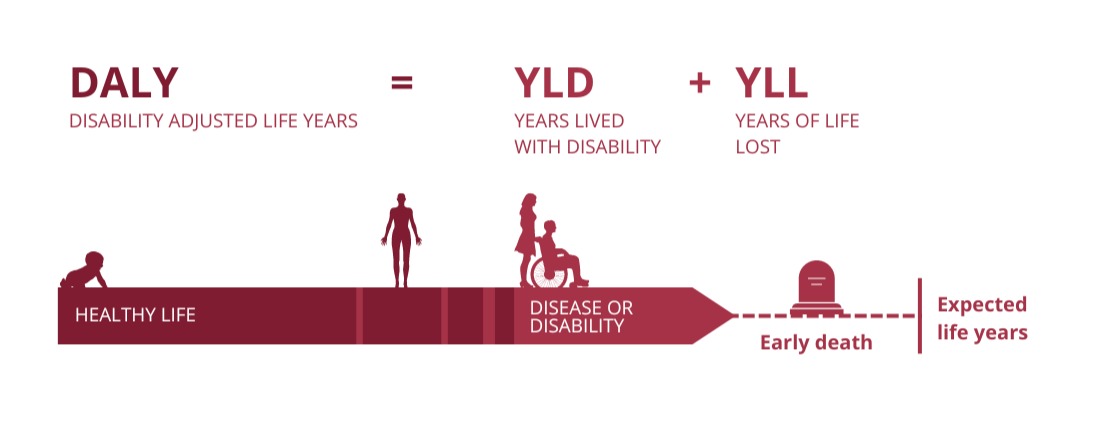 DALY = YLD + YLL
DISABILITY ADJUSTED LIFE YEARS
YEARS LIVED
WITH DISABILITY
YEARS OF LIFE
LOST
HEALTHY LIFE
DISEASE OR
DISABILITY
Early death
Expected
life years